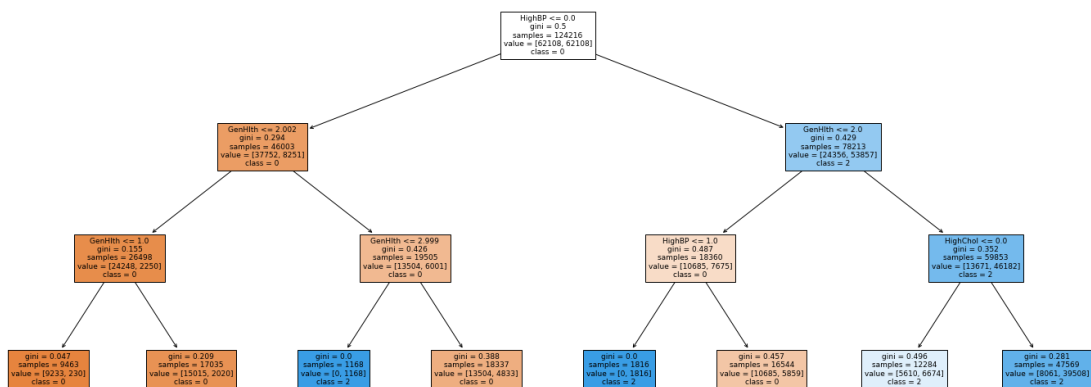 HighBP <= 0.0
gini = 0.5
samples = 124216
value = [62108, 62108]
class = 0
GenHlth <= 2.002
gini = 0.294
samples = 46003
value = [37752, 8251]
class = 0
GenHlth <= 2.0
gini = 0.429
samples = 78213
value = [24356, 53857]
class = 2
GenHlth <= 1.0
gini = 0.155
samples = 26498
value = [24248, 2250]
class = 0
GenHlth <= 2.999
gini = 0.426
samples = 19505
value = [13504, 6001]
class = 0
HighBP <= 1.0
gini = 0.487
samples = 18360
value = [10685, 7675]
class = 0
HighChol <= 0.0
gini = 0.352
samples = 59853
value = [13671, 46182]
class = 2
gini = 0.047
samples = 9463
value = [9233, 230]
class = 0
gini = 0.209
samples = 17035
value = [15015, 2020]
class = 0
gini = 0.0
samples = 1168
value = [0, 1168]
class = 2
gini = 0.388
samples = 18337
value = [13504, 4833]
class = 0
gini = 0.0
samples = 1816
value = [0, 1816]
class = 2
gini = 0.457
samples = 16544
value = [10685, 5859]
class = 0
gini = 0.496
samples = 12284
value = [5610, 6674]
class = 2
gini = 0.281
samples = 47569
value = [8061, 39508]
class = 2